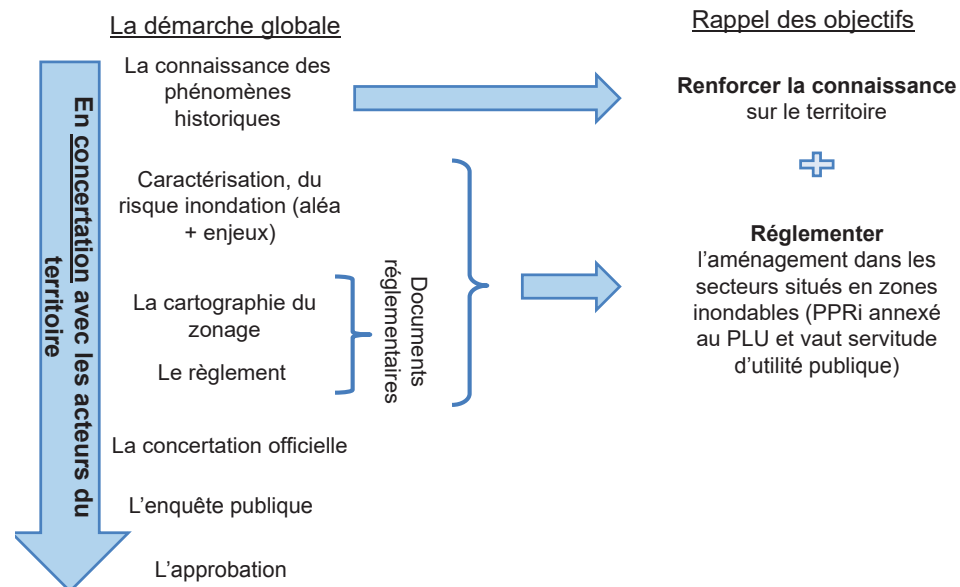 La démarche globale
En concertation avec les acteurs du
territoire
La connaissance des
phénomènes
historiques
Caractérisation, du
risque inondation (aléa
+ enjeux)
La cartographie du
zonage
Le règlement
Documents
réglementaires
La concertation officielle
L’enquête publique
L’approbation
Rappel des objectifs
Renforcer la connaissance
sur le territoire
Réglementer
l’aménagement dans les
secteurs situés en zones
inondables (PPRi annexé
au PLU et vaut servitude
d’utilité publique)